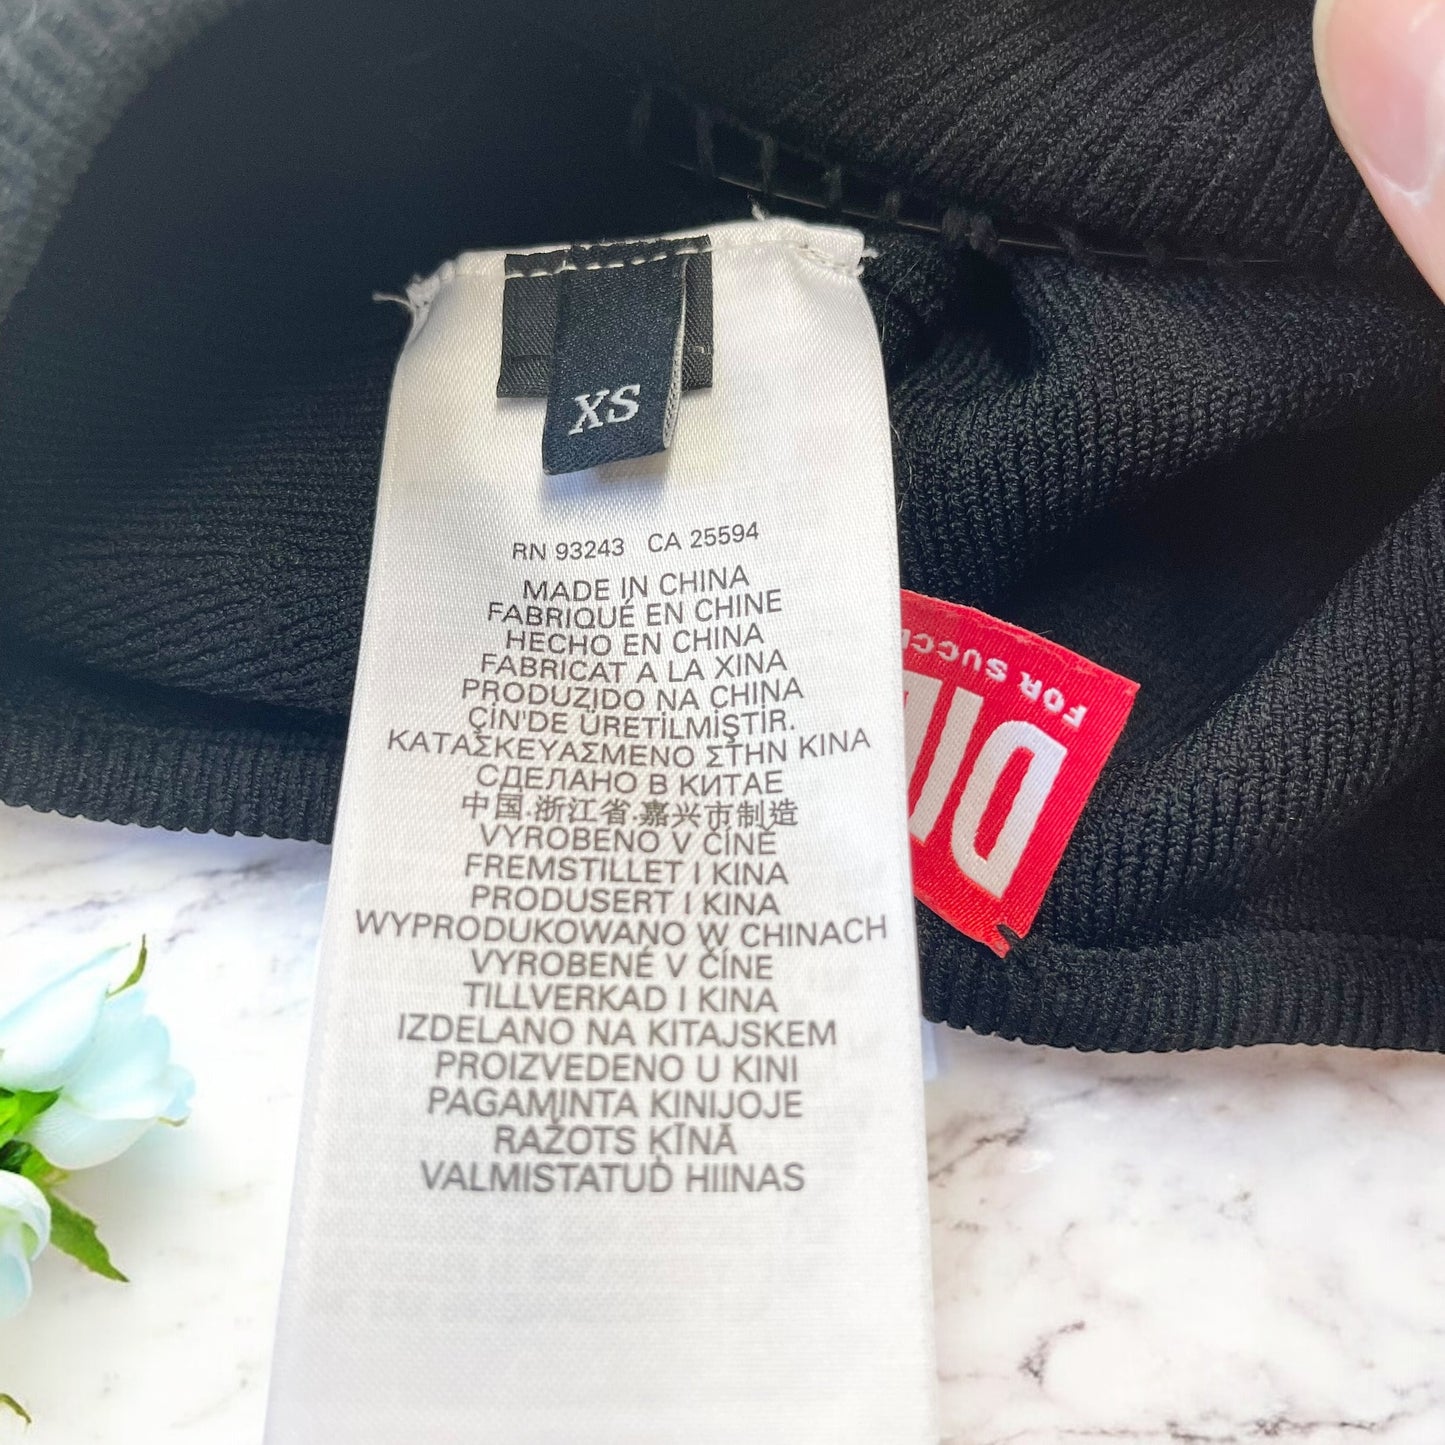 XS
RN 93243 CA 25594
MADE IN CHINA
FABRIQUÉ EN CHINE
HECHO EN CHINA
FABRICAT A LA XINA
PRODUZIDO NA CHINA
ÇİN'DE ÜRETİLMİŞTİR.
ΚΑΤΑΣΚΕΥΑΣΜΕΝΟ ΣΤΗΝ ΚΙΝΑ
СДЕЛАНО В КИТАЕ
中国·浙江省·嘉兴市制造
VYROBENO V ČÍNĚ
FREMSTILLET I KINA
PRODUSERT I KINA
WYPRODUKOWANO W CHINACH
VYROBENÉ V ČÍNE
TILLVERKAD I KINA
IZDELANO NA KITAJSKEM
PROIZVEDENO U KINI
PAGAMINTA KINIJOJE
RAŽOTS ĶĪNĀ
VALMISTATUD HIINAS
FOR